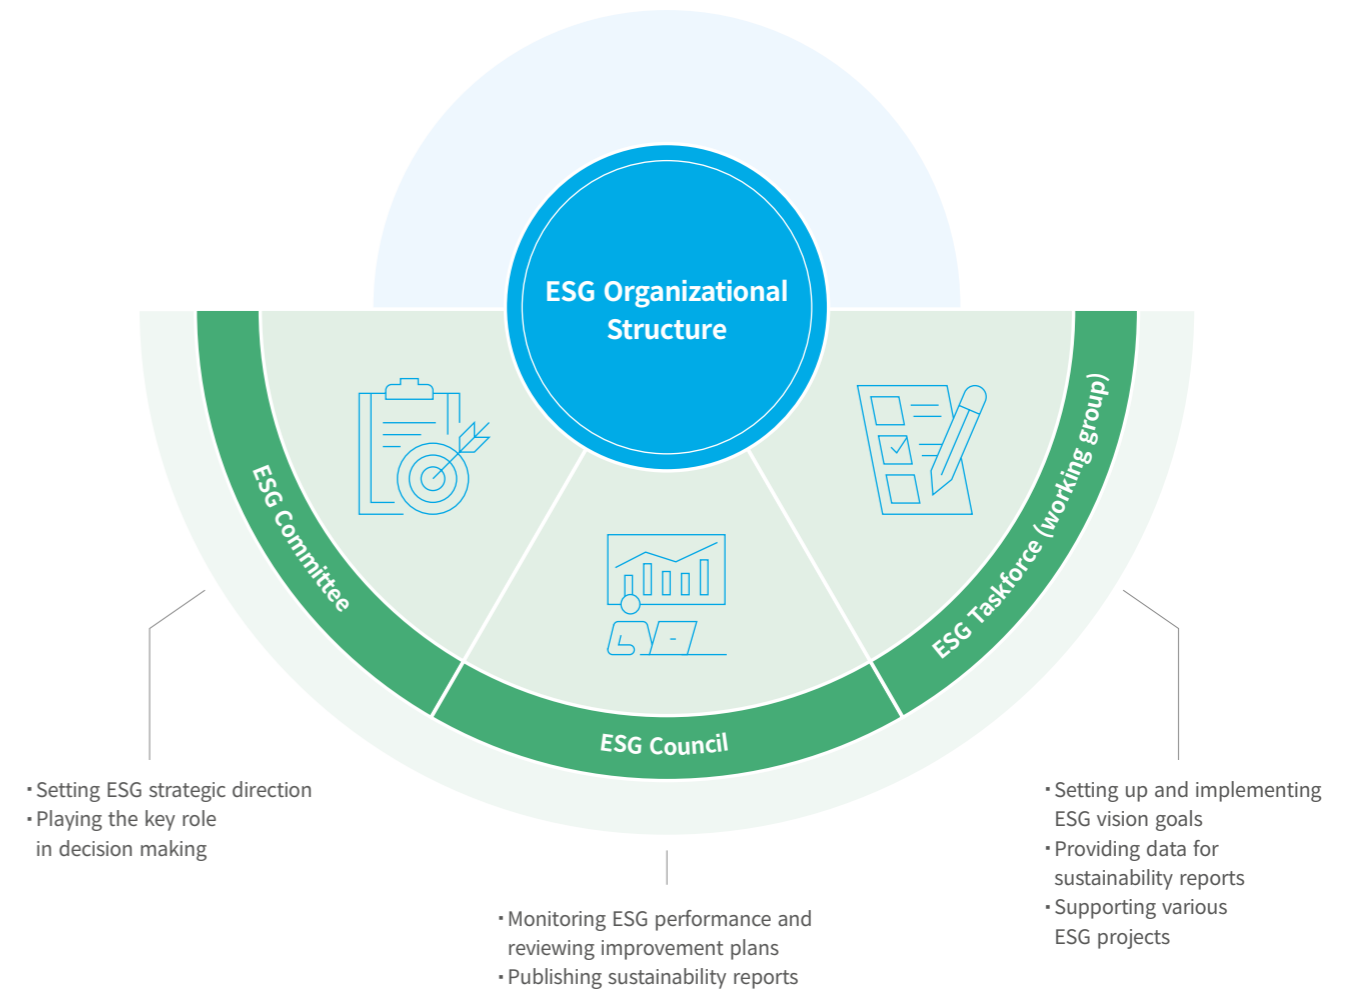 ESG Organizational
Structure
ESG Committee
ESG Council
ESG Taskforce (working group)
· Setting ESG strategic direction
· Playing the key role
in decision making
· Monitoring ESG performance and
reviewing improvement plans
· Publishing sustainability reports
· Setting up and implementing
ESG vision goals
· Providing data for
sustainability reports
· Supporting various
ESG projects